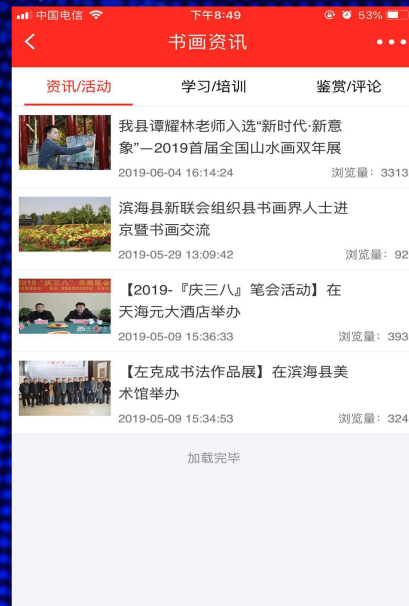 中国电信 下午8:49 53%
书画资讯
资讯/活动 学习/培训 鉴赏/评论
我县谭耀林老师入选“新时代·新意
象”—2019首届全国山水画双年展
2019-06-04 16:14:24 浏览量：3313
滨海县新联会组织县书画界人士进
京暨书画交流
2019-05-29 13:09:42 浏览量：92
【2019-『庆三八』笔会活动】在
天海元大酒店举办
2019-05-09 15:36:33 浏览量：393
【左克成书法作品展】在滨海县美
术馆举办
2019-05-09 15:34:53 浏览量：324
加载完毕